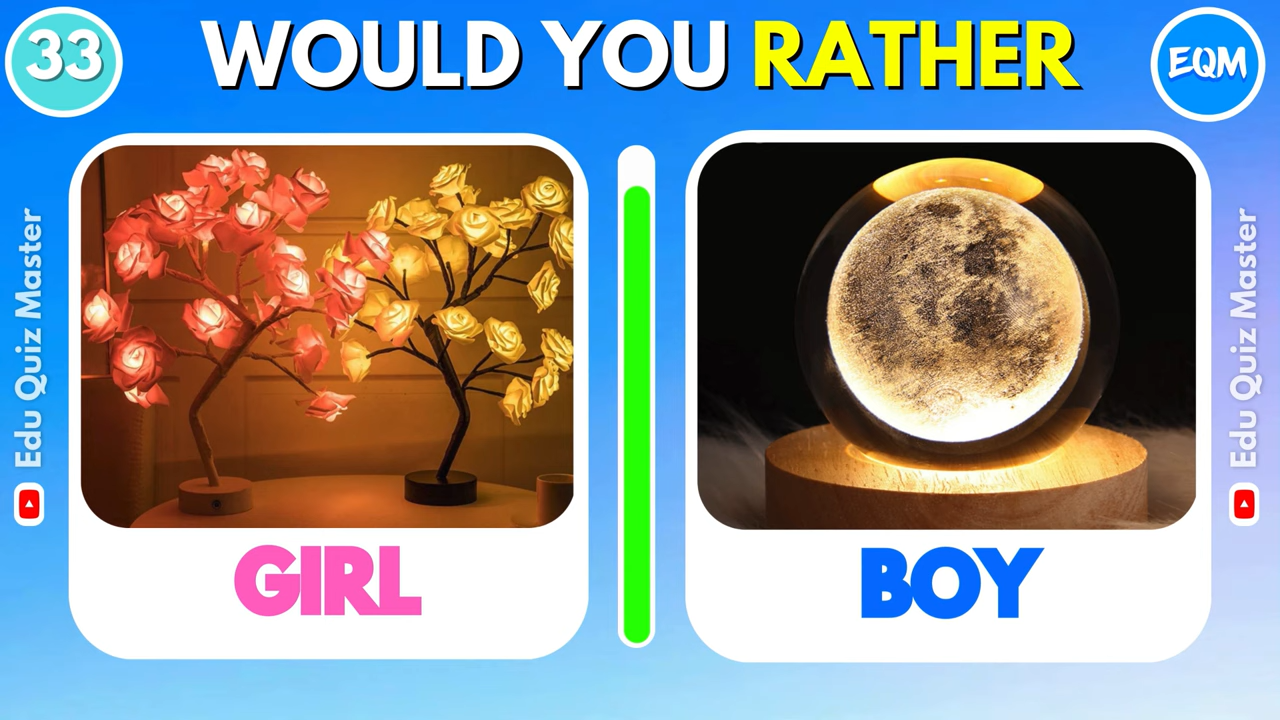 33
WOULD YOU RATHER
EQM
Edu Quiz Master
GIRL
BOY
Edu Quiz Master